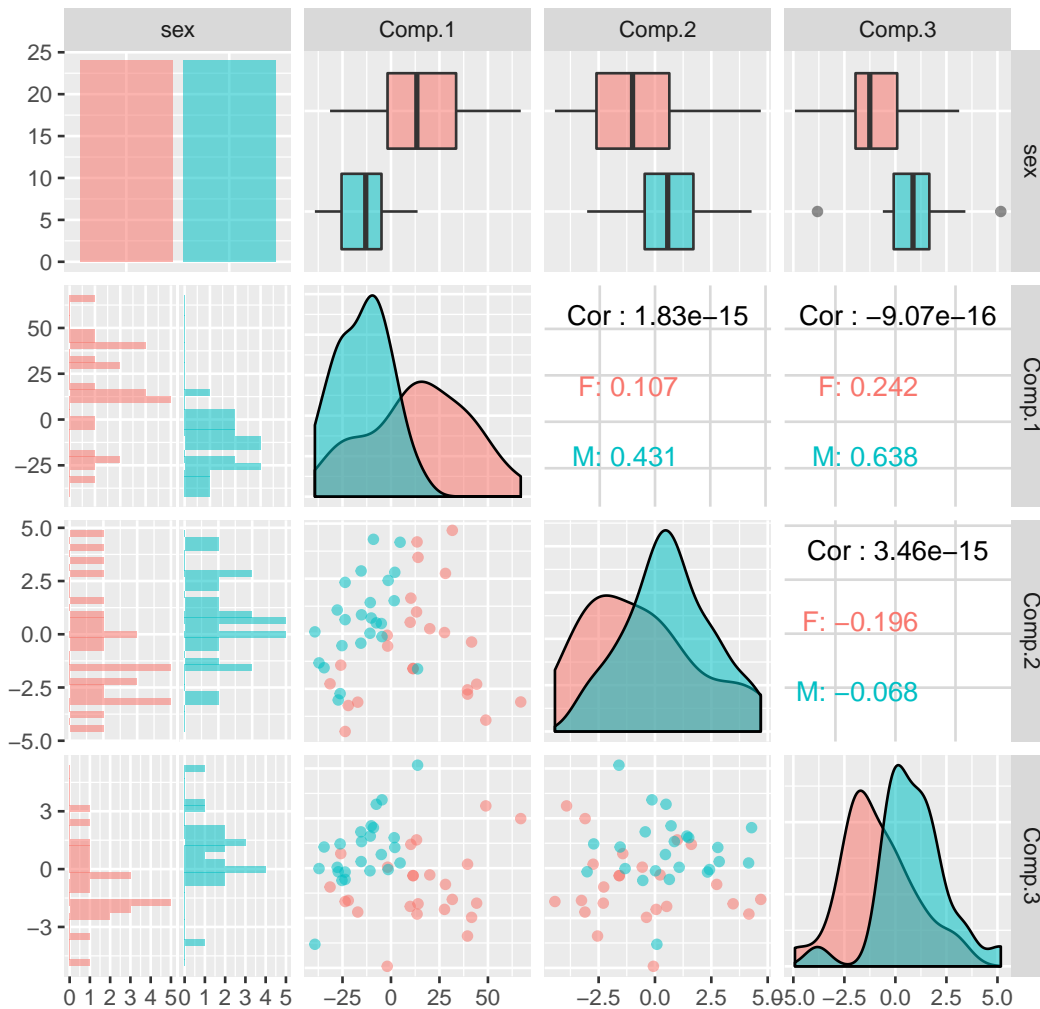 sex Comp.1 Comp.2 Comp.3
25
20
15
10
5
0
sex
50
25
0
−25
Cor : 1.83e−15
F: 0.107
M: 0.431
Cor : −9.07e−16
F: 0.242
M: 0.638
Comp.1
5.0
2.5
0.0
−2.5
−5.0
Cor : 3.46e−15
F: −0.196
M: −0.068
Comp.2
3
0
−3
Comp.3
0 1 2 3 4 5 0 1 2 3 4 5
−25 0 25 50
−2.5 0.0 2.5 5.0
−5.0 −2.5 0.0 2.5 5.0